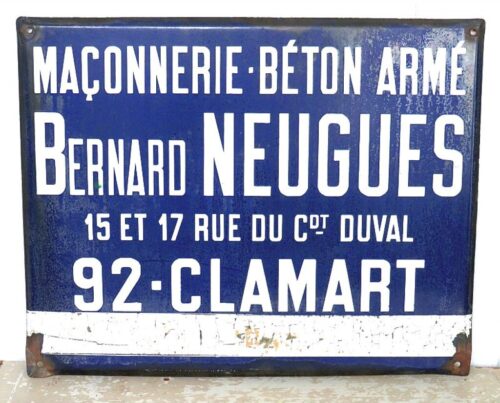 MAÇONNERIE · BÉTON ARMÉ
BERNARD NEUGUES
15 ET 17 RUE DU CDT DUVAL
92 · CLAMART